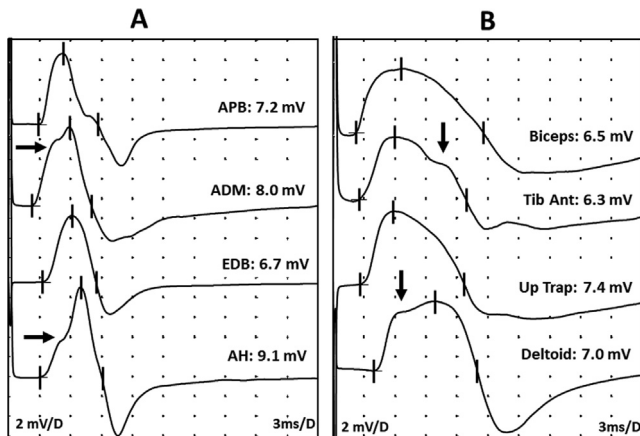 A
APB: 7.2 mV
ADM: 8.0 mV
EDB: 6.7 mV
AH: 9.1 mV
2 mV/D
3ms/D
B
Biceps: 6.5 mV
Tib Ant: 6.3 mV
Up Trap: 7.4 mV
Deltoid: 7.0 mV
2 mV/D
3ms/D